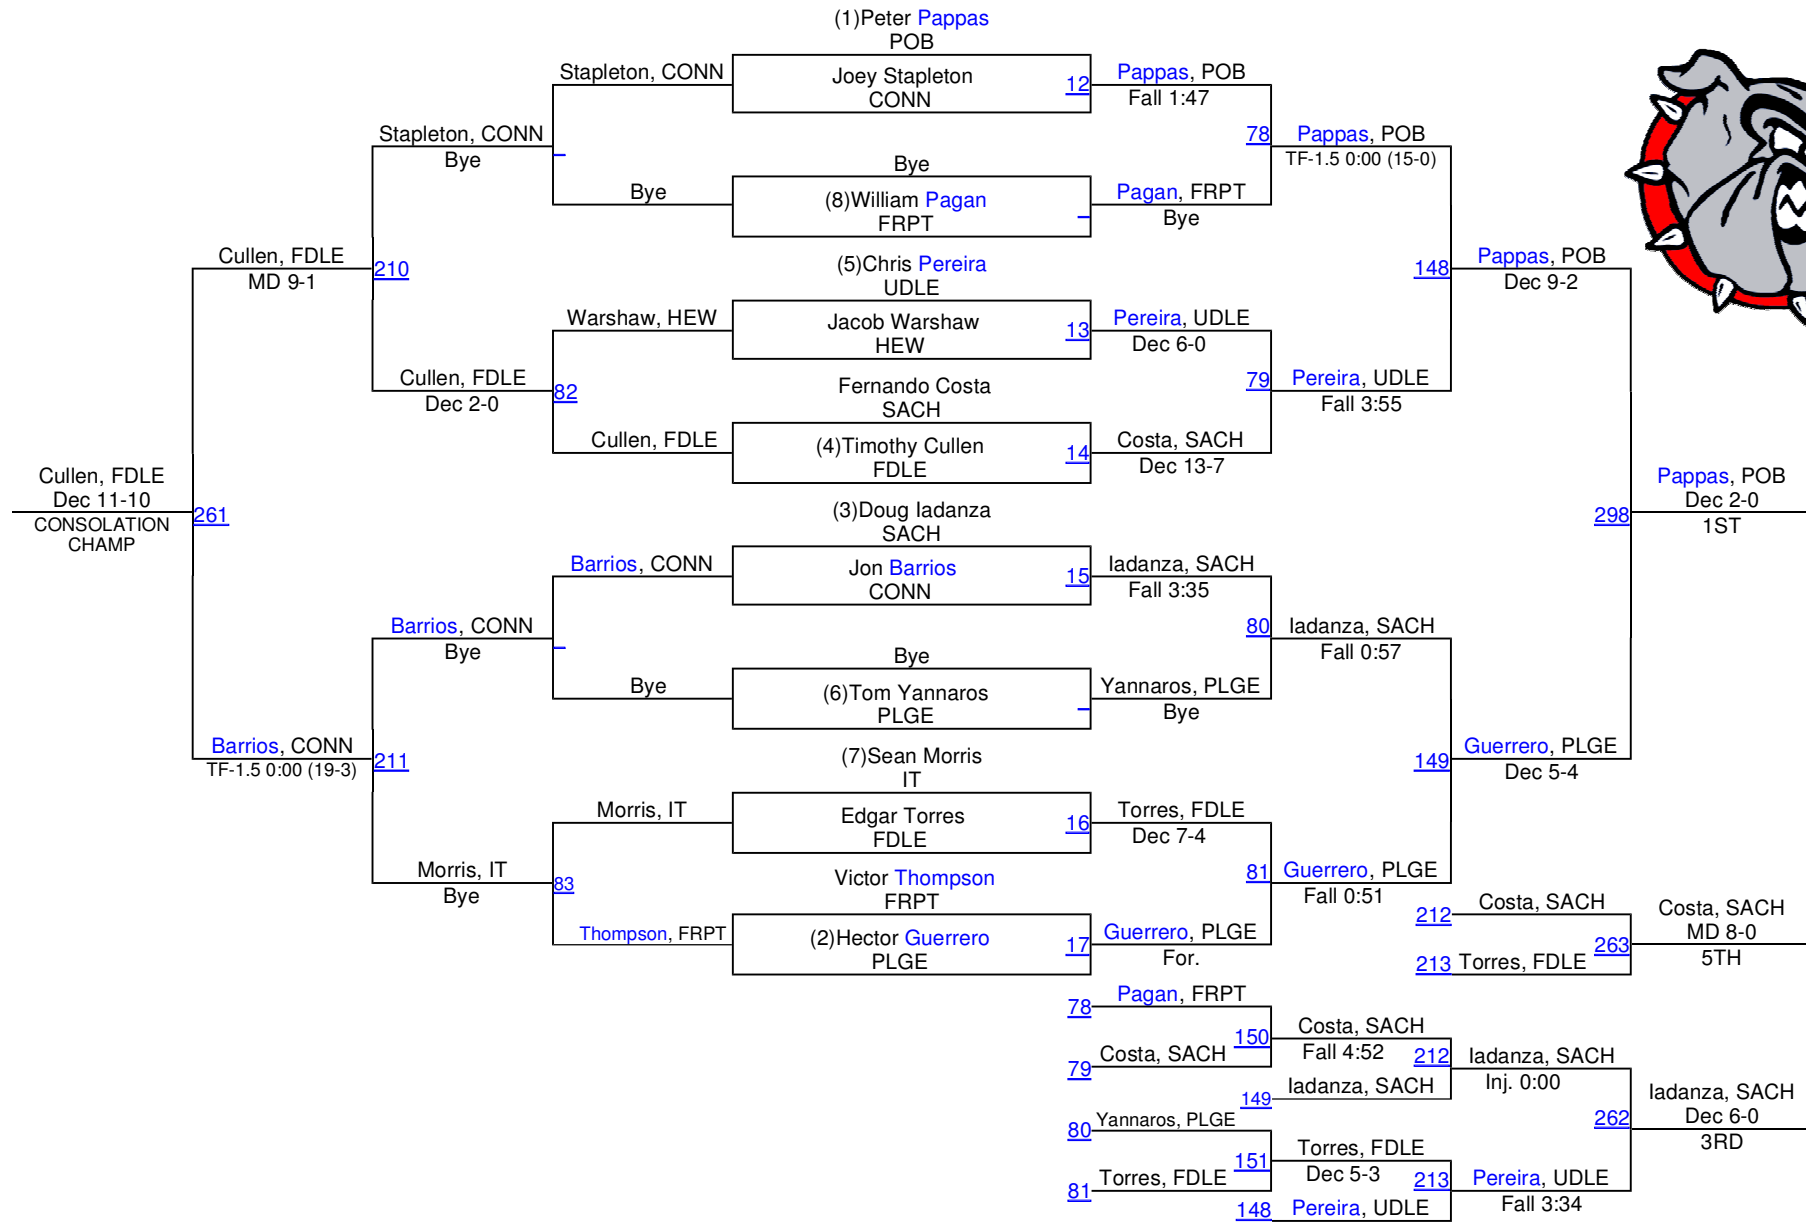 (1)Peter Pappas
POB
Stapleton, CONN
Joey Stapleton
CONN
12
Pappas, POB
Fall 1:47
Stapleton, CONN
Bye
78
Pappas, POB
TF-1.5 0:00 (15-0)
Bye
Bye
(8)William Pagan
FRPT
Pagan, FRPT
Bye
Cullen, FDLE
MD 9-1
210
(5)Chris Pereira
UDLE
148
Pappas, POB
Dec 9-2
Warshaw, HEW
Jacob Warshaw
HEW
13
Pereira, UDLE
Dec 6-0
Cullen, FDLE
Dec 2-0
82
Fernando Costa
SACH
79
Pereira, UDLE
Fall 3:55
Cullen, FDLE
(4)Timothy Cullen
FDLE
14
Costa, SACH
Dec 13-7
Cullen, FDLE
Dec 11-10
CONSOLATION
CHAMP
261
(3)Doug Iadanza
SACH
298
Pappas, POB
Dec 2-0
1ST
Barrios, CONN
Jon Barrios
CONN
15
Iadanza, SACH
Fall 3:35
Barrios, CONN
Bye
80
Iadanza, SACH
Fall 0:57
Bye
Bye
(6)Tom Yannaros
PLGE
Yannaros, PLGE
Bye
Barrios, CONN
TF-1.5 0:00 (19-3)
211
(7)Sean Morris
IT
149
Guerrero, PLGE
Dec 5-4
Morris, IT
Edgar Torres
FDLE
16
Torres, FDLE
Dec 7-4
Morris, IT
Bye
83
Victor Thompson
FRPT
81
Guerrero, PLGE
Fall 0:51
Thompson, FRPT
(2)Hector Guerrero
PLGE
17
Guerrero, PLGE
For.
212
Costa, SACH
213
Torres, FDLE
263
Costa, SACH
MD 8-0
5TH
78
Pagan, FRPT
79
Costa, SACH
150
Costa, SACH
Fall 4:52
149
Iadanza, SACH
212
Iadanza, SACH
Inj. 0:00
80
Yannaros, PLGE
81
Torres, FDLE
151
Torres, FDLE
Dec 5-3
148
Pereira, UDLE
213
Pereira, UDLE
Fall 3:34
262
Iadanza, SACH
Dec 6-0
3RD